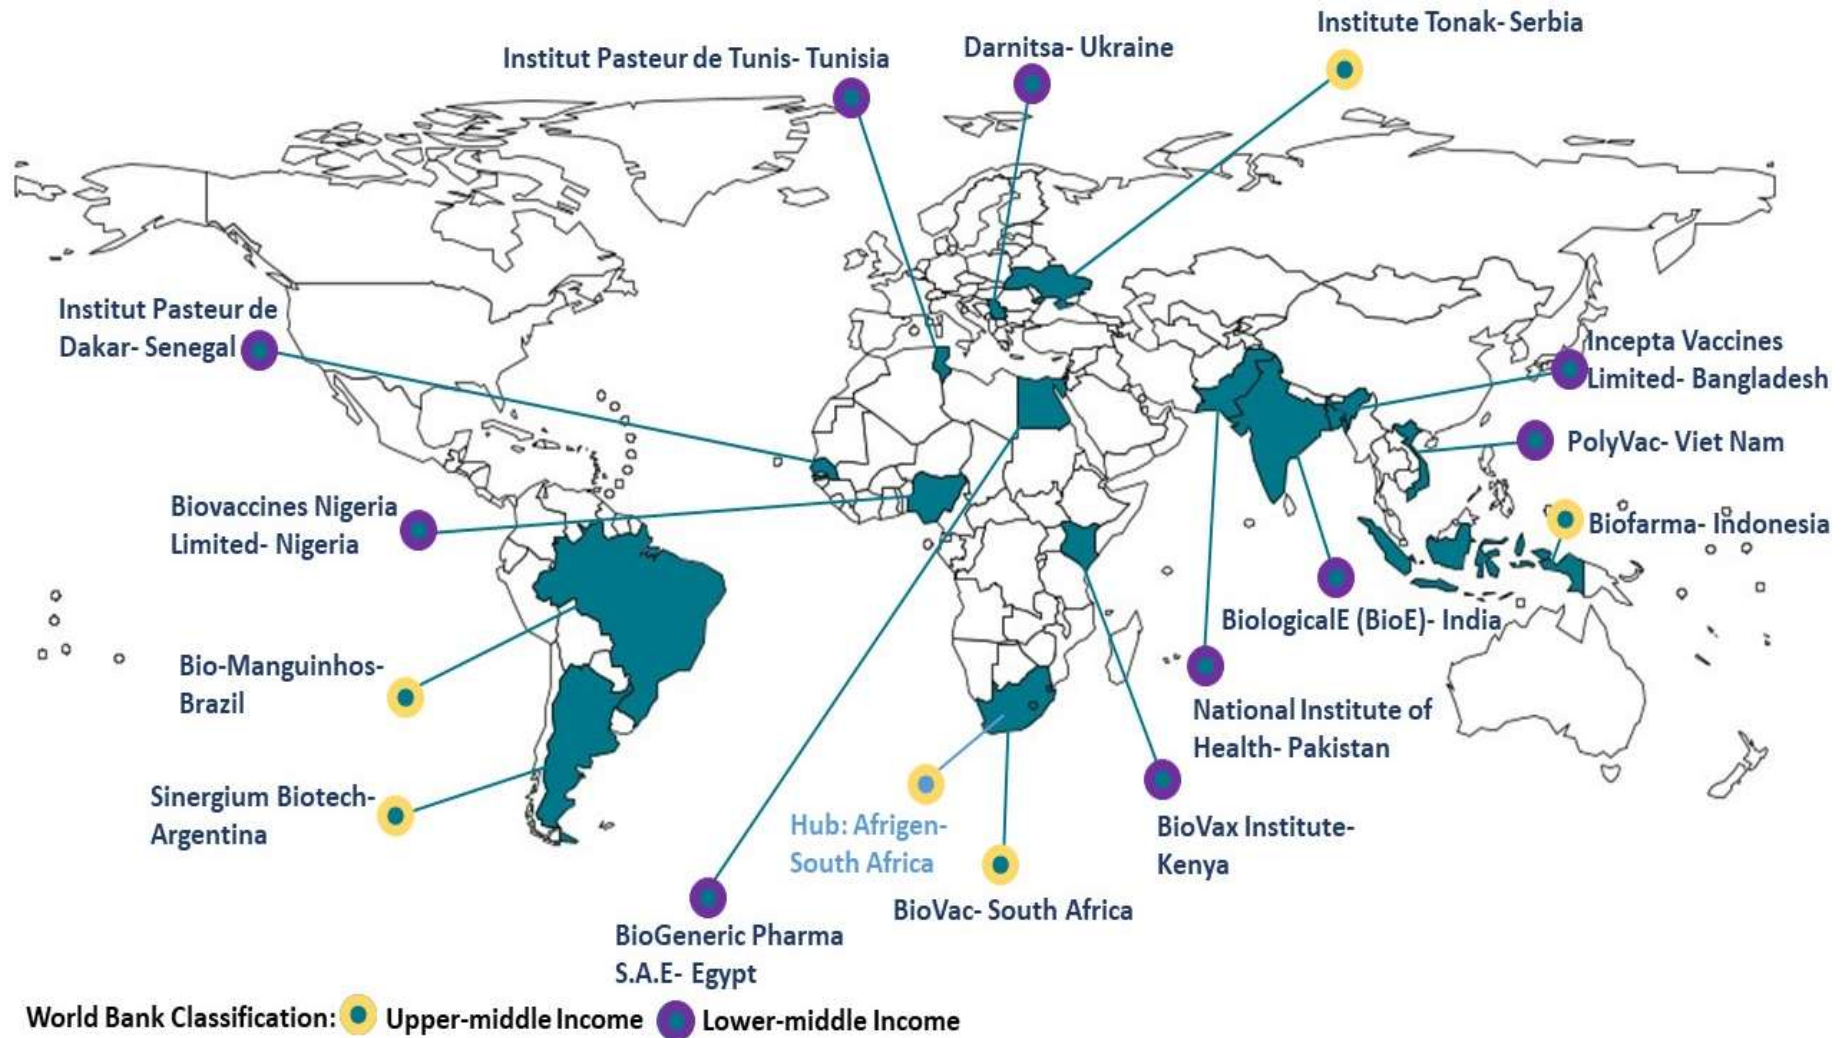 Institute Tonak- Serbia
Darnitsa- Ukraine
Institut Pasteur de Tunis- Tunisia
Institut Pasteur de
Dakar- Senegal
Incepta Vaccines
Limited- Bangladesh
PolyVac- Viet Nam
Biovaccines Nigeria
Limited- Nigeria
Biofarma- Indonesia
BiologicalE (BioE)- India
Bio-Manguinhos-
Brazil
National Institute of
Health- Pakistan
Sinergium Biotech-
Argentina
Hub: Afrigen-
South Africa
BioVax Institute-
Kenya
BioVac- South Africa
BioGeneric Pharma
S.A.E- Egypt
World Bank Classification: Upper-middle Income Lower-middle Income